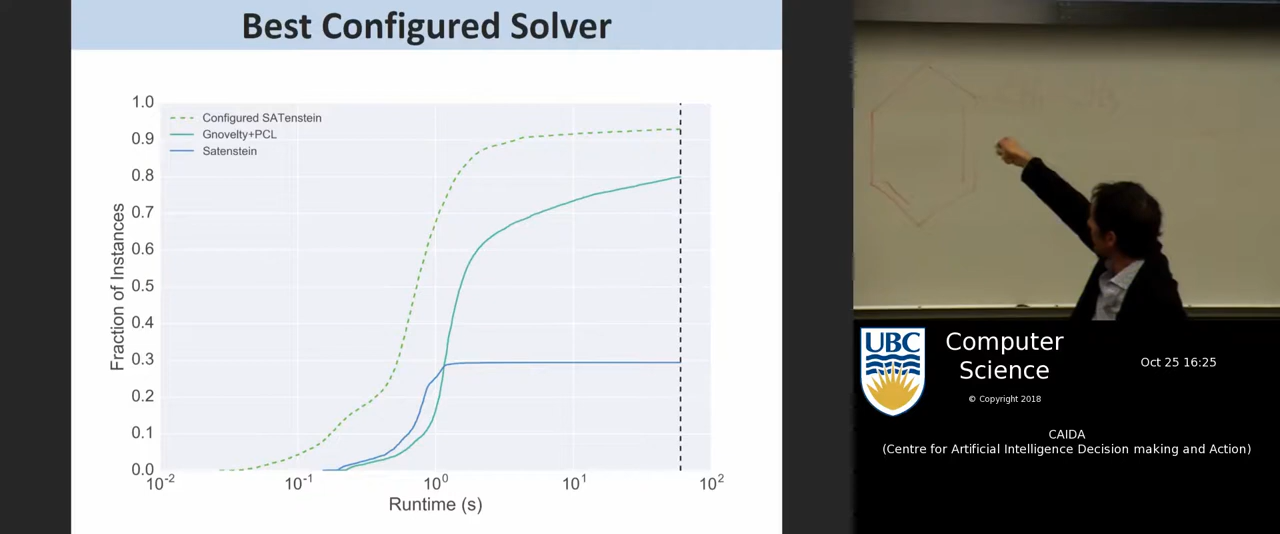 Best Configured Solver
1.0
0.9
0.8
0.7
0.6
0.5
0.4
0.3
0.2
0.1
0.0
Fraction of Instances
Configured SATenstein
Gnovelty+PCL
Satenstein
10-2
10-1
100
101
102
Runtime (s)
UBC
Computer
Science
© Copyright 2018
Oct 25 16:25
CAIDA
(Centre for Artificial Intelligence Decision making and Action)